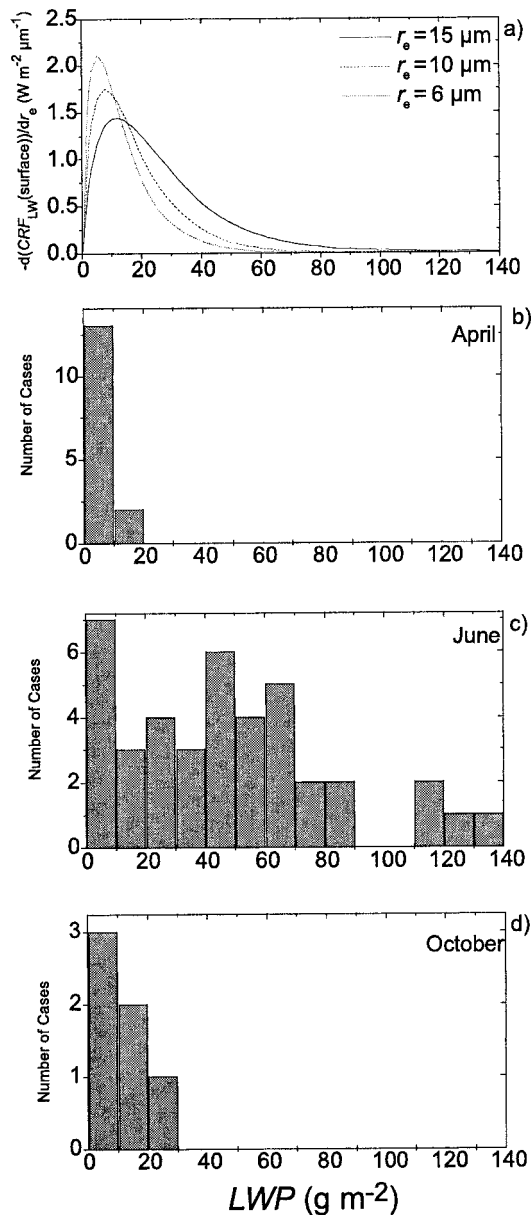 a)
-d(CRF_LW(surface))/dr_e (W m^-2 μm^-1)
2.5
2.0
1.5
1.0
0.5
0.0
r_e = 15 μm
r_e = 10 μm
r_e = 6 μm
0 20 40 60 80 100 120 140
b)
April
Number of Cases
10
5
0
0 20 40 60 80 100 120 140
c)
June
Number of Cases
6
4
2
0
0 20 40 60 80 100 120 140
d)
October
Number of Cases
3
2
1
0
0 20 40 60 80 100 120 140
LWP (g m^-2)